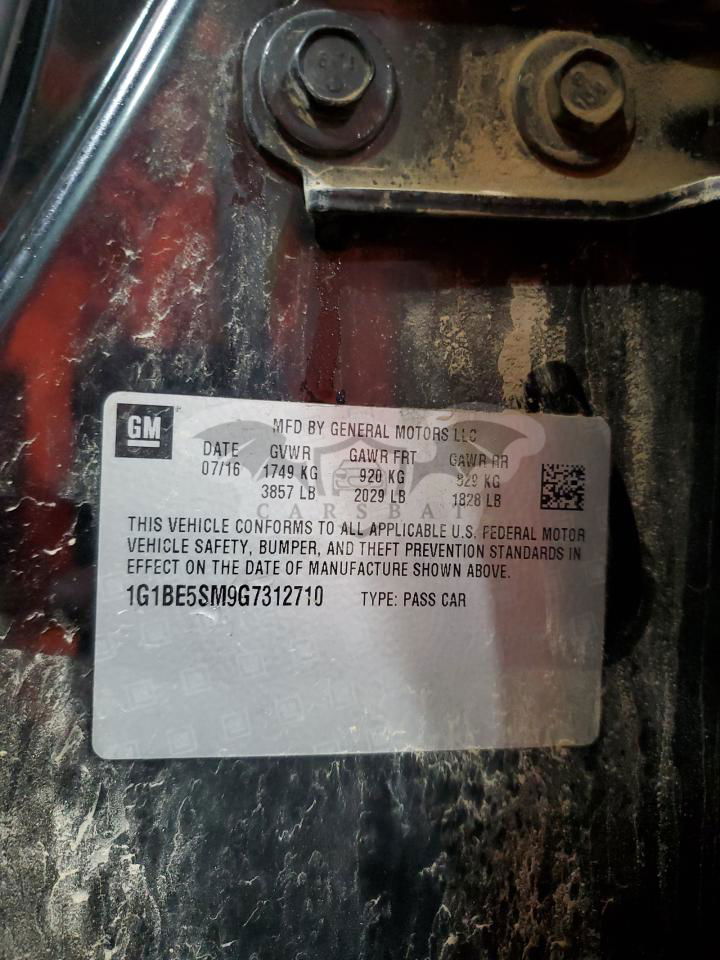 GM
MFD BY GENERAL MOTORS LLC
DATE GVWR GAWR FRT GAWR RR
07/16 1749 KG 920 KG 829 KG
3857 LB 2029 LB 1828 LB
CARSBAT
THIS VEHICLE CONFORMS TO ALL APPLICABLE U.S. FEDERAL MOTOR
VEHICLE SAFETY, BUMPER, AND THEFT PREVENTION STANDARDS IN
EFFECT ON THE DATE OF MANUFACTURE SHOWN ABOVE.
1G1BE5SM9G7312710 TYPE: PASS CAR